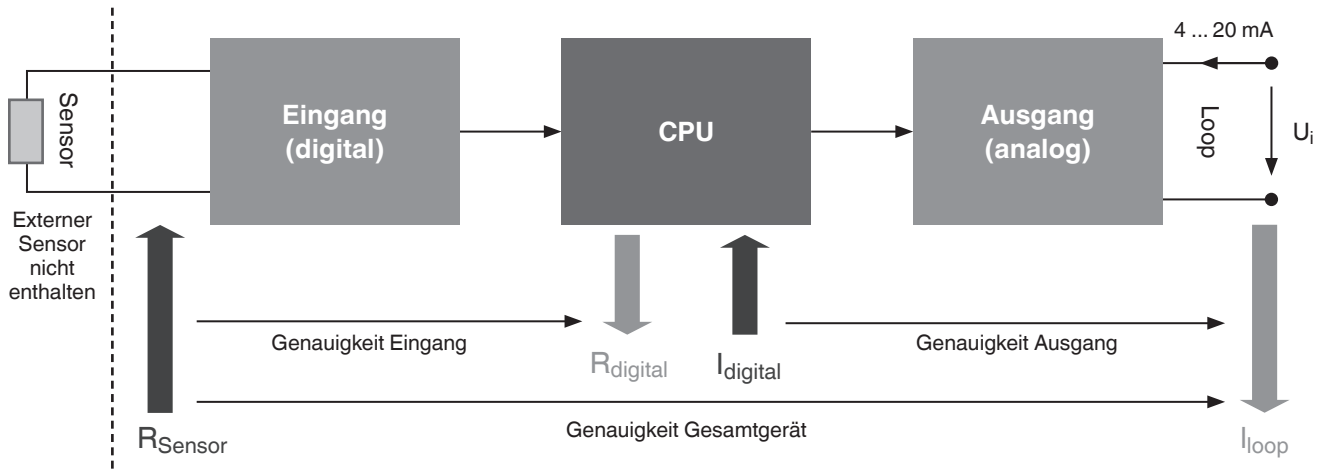 4 ... 20 mA
Sensor
Eingang
(digital)
CPU
Ausgang
(analog)
Loop
Ui
Externer
Sensor
nicht
enthalten
Genauigkeit Eingang
Genauigkeit Ausgang
Rdigital
Idigital
Genauigkeit Gesamtgerät
RSensor
Iloop